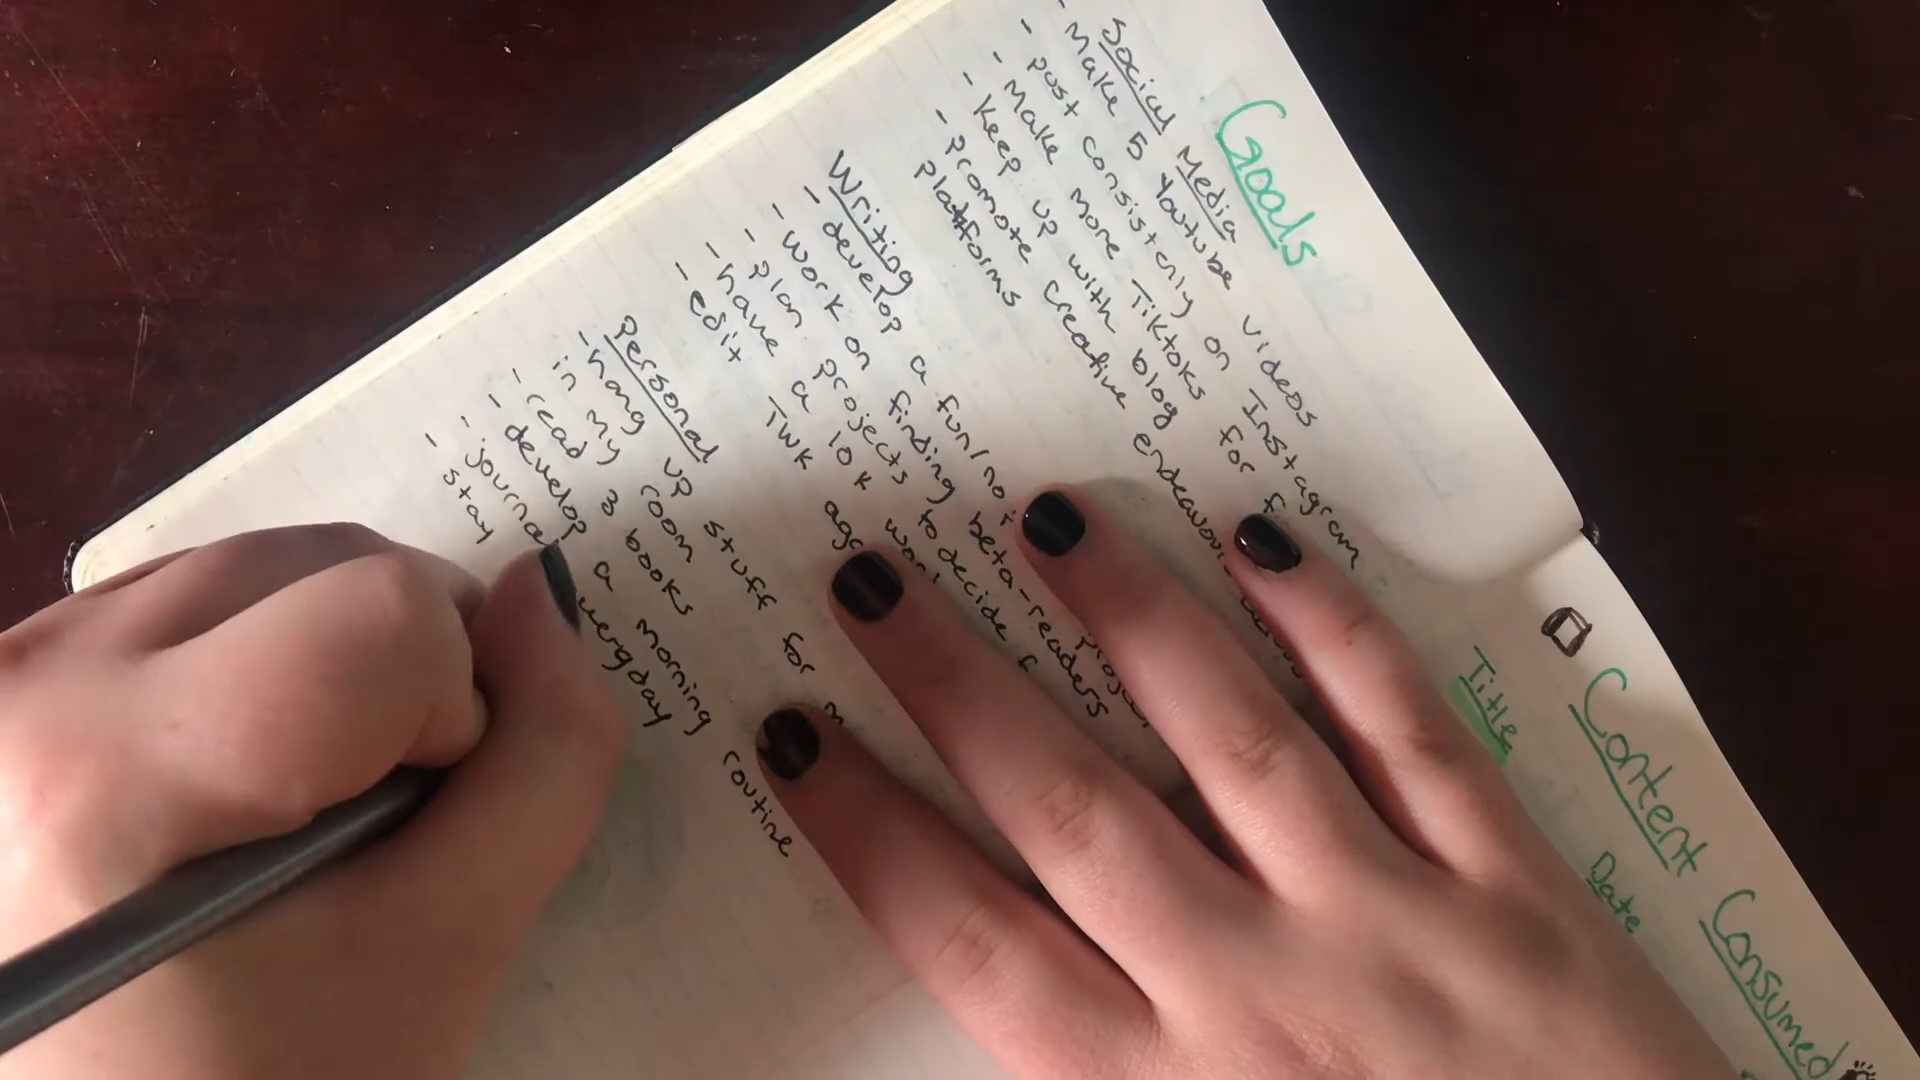 Goals
Social Media
- Make 5 Youtube videos
- post consistenly on Instagram
- Make more Tiktoks for
- Keep up with blog
- promote creative
platforms
Writing
- develop a fun/no
- work on finding beta-readers
- plan projects to decide
- have a 10K
- edit TWK
Personal
- hang up stuff for
in my room
- read 3 books
- develop a morning routine
- journal everyday
- stay
Content Consumed
Title
Date